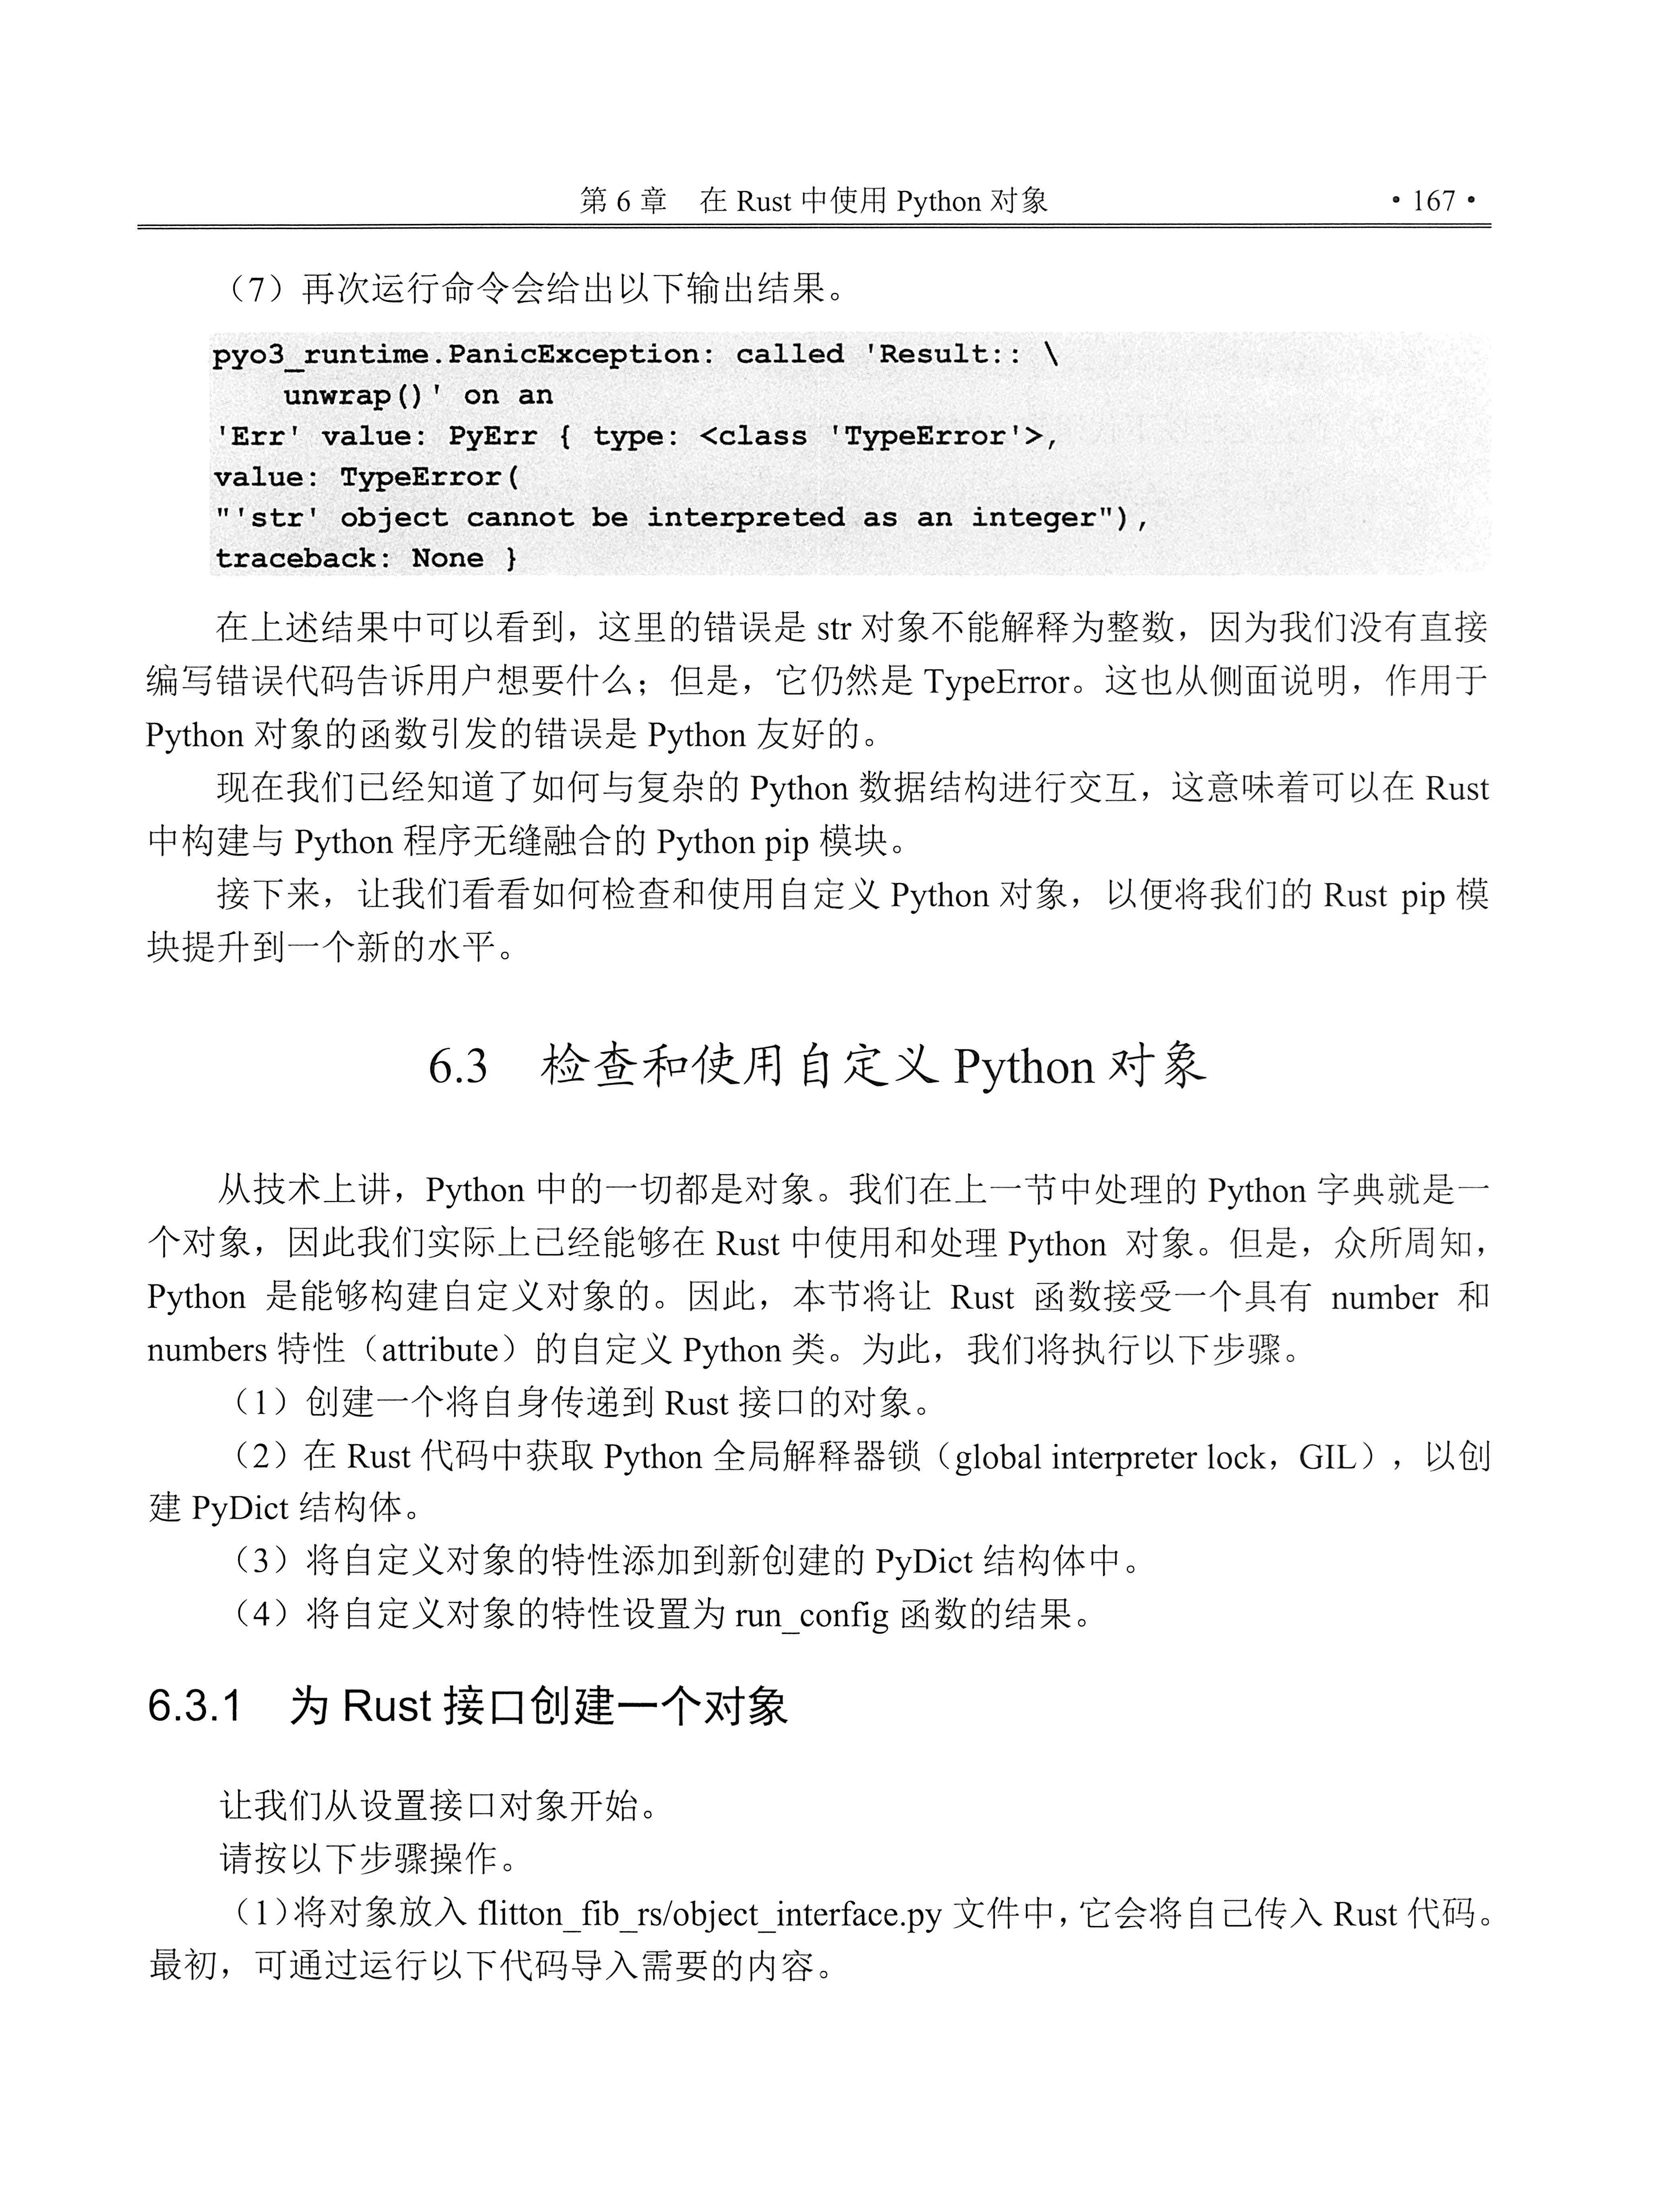 第 6 章　在 Rust 中使用 Python 对象　• 167 •
（7）再次运行命令会给出以下输出结果。
pyo3_runtime.PanicException: called 'Result:: \
    unwrap()' on an
'Err' value: PyErr { type: <class 'TypeError'>,
value: TypeError(
"'str' object cannot be interpreted as an integer"),
traceback: None }
在上述结果中可以看到，这里的错误是 str 对象不能解释为整数，因为我们没有直接
编写错误代码告诉用户想要什么；但是，它仍然是 TypeError。这也从侧面说明，作用于
Python 对象的函数引发的错误是 Python 友好的。
现在我们已经知道了如何与复杂的 Python 数据结构进行交互，这意味着可以在 Rust
中构建与 Python 程序无缝融合的 Python pip 模块。
接下来，让我们看看如何检查和使用自定义 Python 对象，以便将我们的 Rust pip 模
块提升到一个新的水平。
6.3　检查和使用自定义 Python 对象
从技术上讲，Python 中的一切都是对象。我们在上一节中处理的 Python 字典就是一
个对象，因此我们实际上已经能够在 Rust 中使用和处理 Python 对象。但是，众所周知，
Python 是能够构建自定义对象的。因此，本节将让 Rust 函数接受一个具有 number 和
numbers 特性（attribute）的自定义 Python 类。为此，我们将执行以下步骤。
（1）创建一个将自身传递到 Rust 接口的对象。
（2）在 Rust 代码中获取 Python 全局解释器锁（global interpreter lock，GIL），以创
建 PyDict 结构体。
（3）将自定义对象的特性添加到新创建的 PyDict 结构体中。
（4）将自定义对象的特性设置为 run_config 函数的结果。
6.3.1　为 Rust 接口创建一个对象
让我们从设置接口对象开始。
请按以下步骤操作。
（1）将对象放入 flitton_fib_rs/object_interface.py 文件中，它会将自己传入 Rust 代码。
最初，可通过运行以下代码导入需要的内容。